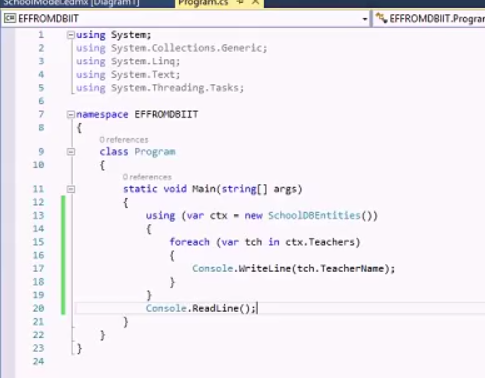 SchoolModel.edmx [Diagram1] Program.cs
EFFROMDBIIT EFFROMDBIIT.Program
1 using System;
2 using System.Collections.Generic;
3 using System.Linq;
4 using System.Text;
5 using System.Threading.Tasks;
6
7 namespace EFFROMDBIIT
8 {
0 references
9 class Program
10 {
0 references
11 static void Main(string[] args)
12 {
13 using (var ctx = new SchoolDBEntities())
14 {
15 foreach (var tch in ctx.Teachers)
16 {
17 Console.WriteLine(tch.TeacherName);
18 }
19 }
20 Console.ReadLine();
21 }
22 }
23 }
24